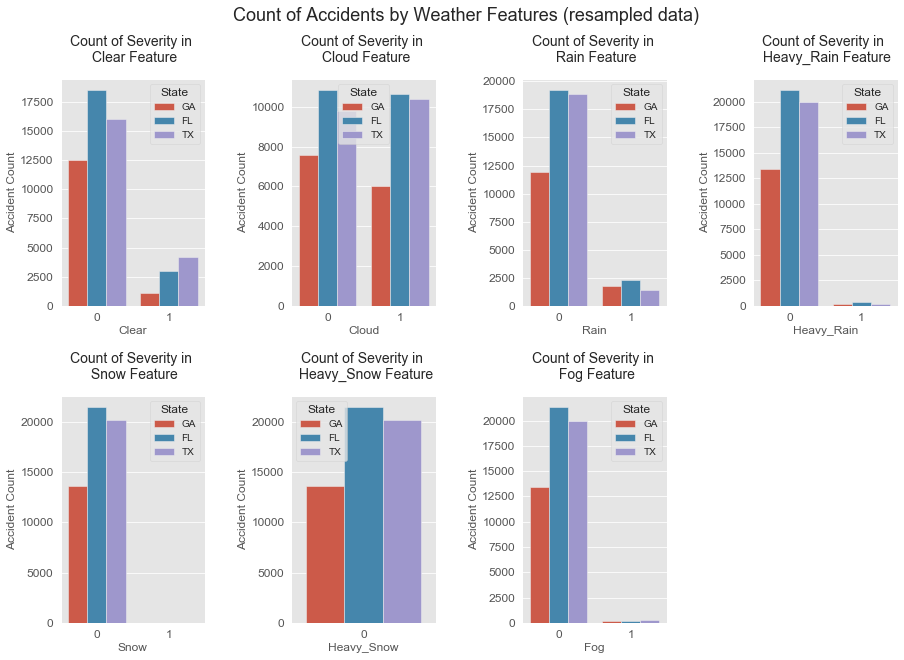 Count of Accidents by Weather Features (resampled data)
Count of Severity in
Clear Feature
Accident Count
17500
15000
12500
10000
7500
5000
2500
0
State
GA
FL
TX
0
1
Clear
Count of Severity in
Cloud Feature
Accident Count
10000
8000
6000
4000
2000
0
State
GA
FL
TX
0
1
Cloud
Count of Severity in
Rain Feature
Accident Count
20000
17500
15000
12500
10000
7500
5000
2500
0
State
GA
FL
TX
0
1
Rain
Count of Severity in
Heavy_Rain Feature
Accident Count
20000
17500
15000
12500
10000
7500
5000
2500
0
State
GA
FL
TX
0
1
Heavy_Rain
Count of Severity in
Snow Feature
Accident Count
20000
15000
10000
5000
0
State
GA
FL
TX
0
1
Snow
Count of Severity in
Heavy_Snow Feature
Accident Count
20000
15000
10000
5000
0
State
GA
FL
TX
0
Heavy_Snow
Count of Severity in
Fog Feature
Accident Count
20000
17500
15000
12500
10000
7500
5000
2500
0
State
GA
FL
TX
0
1
Fog